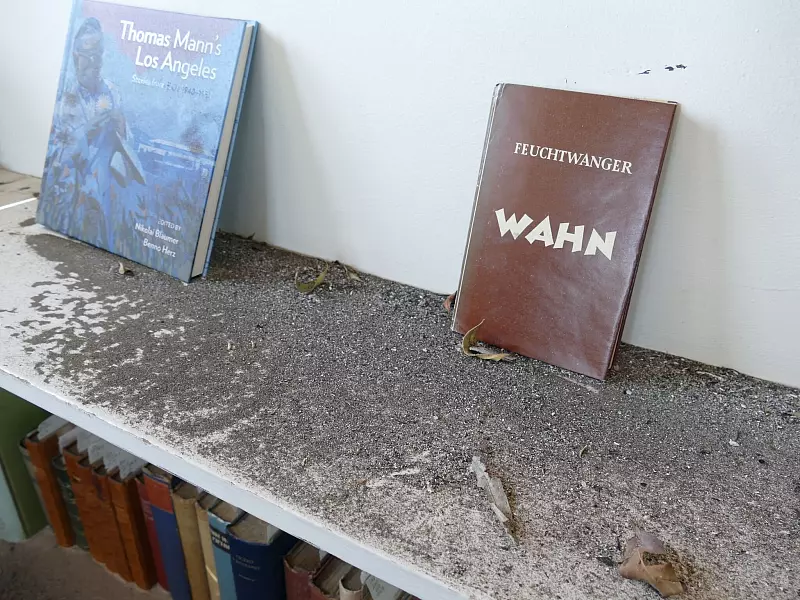 Thomas Mann's
Los Angeles
EDITED BY
Nikolai Blaumer
Benno Herz
FEUCHTWANGER
WAHN